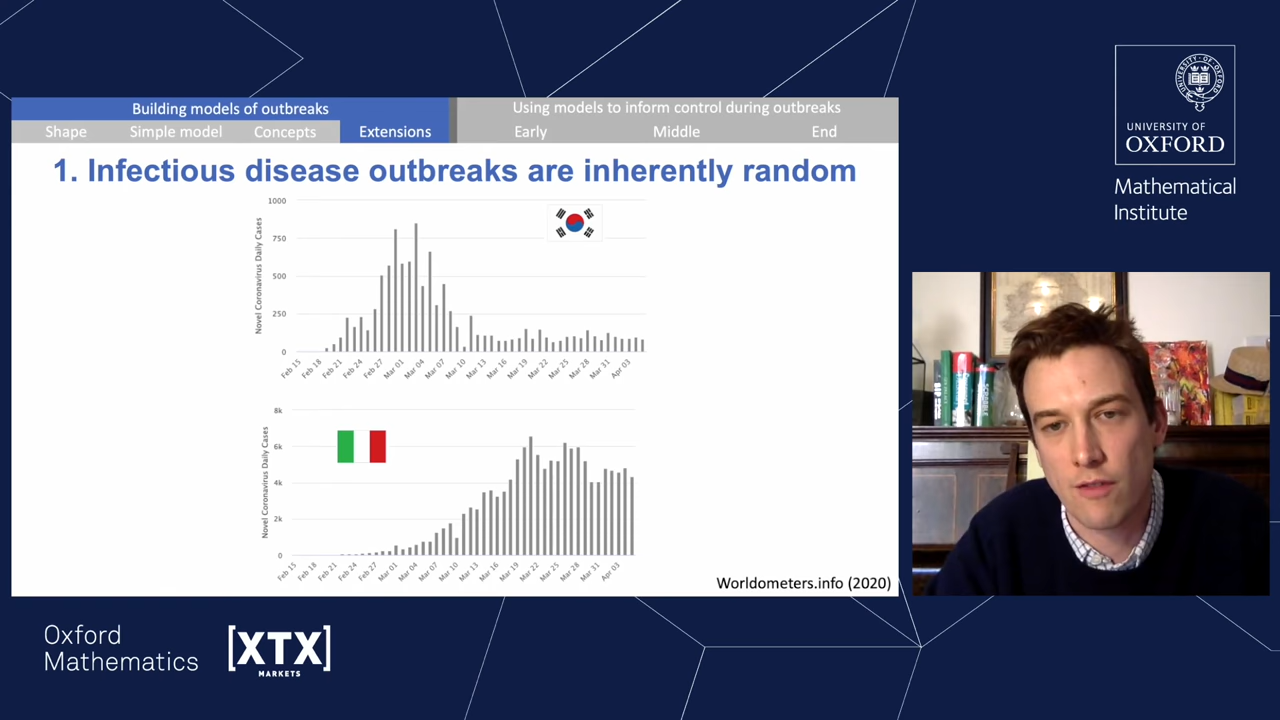 Building models of outbreaks
Using models to inform control during outbreaks
Shape
Simple model
Concepts
Extensions
Early
Middle
End
1. Infectious disease outbreaks are inherently random
Novel Coronavirus Daily Cases
1000
750
500
250
0
Feb 15
Feb 18
Feb 21
Feb 24
Feb 27
Mar 01
Mar 04
Mar 07
Mar 10
Mar 13
Mar 16
Mar 19
Mar 22
Mar 25
Mar 28
Mar 31
Apr 03
Novel Coronavirus Daily Cases
8k
6k
4k
2k
0
Feb 15
Feb 18
Feb 21
Feb 24
Feb 27
Mar 01
Mar 04
Mar 07
Mar 10
Mar 13
Mar 16
Mar 19
Mar 22
Mar 25
Mar 28
Mar 31
Apr 03
Worldometers.info (2020)
UNIVERSITY OF
OXFORD
Mathematical
Institute
SCRABBLE
Oxford
Mathematics
[XTX]
MARKETS